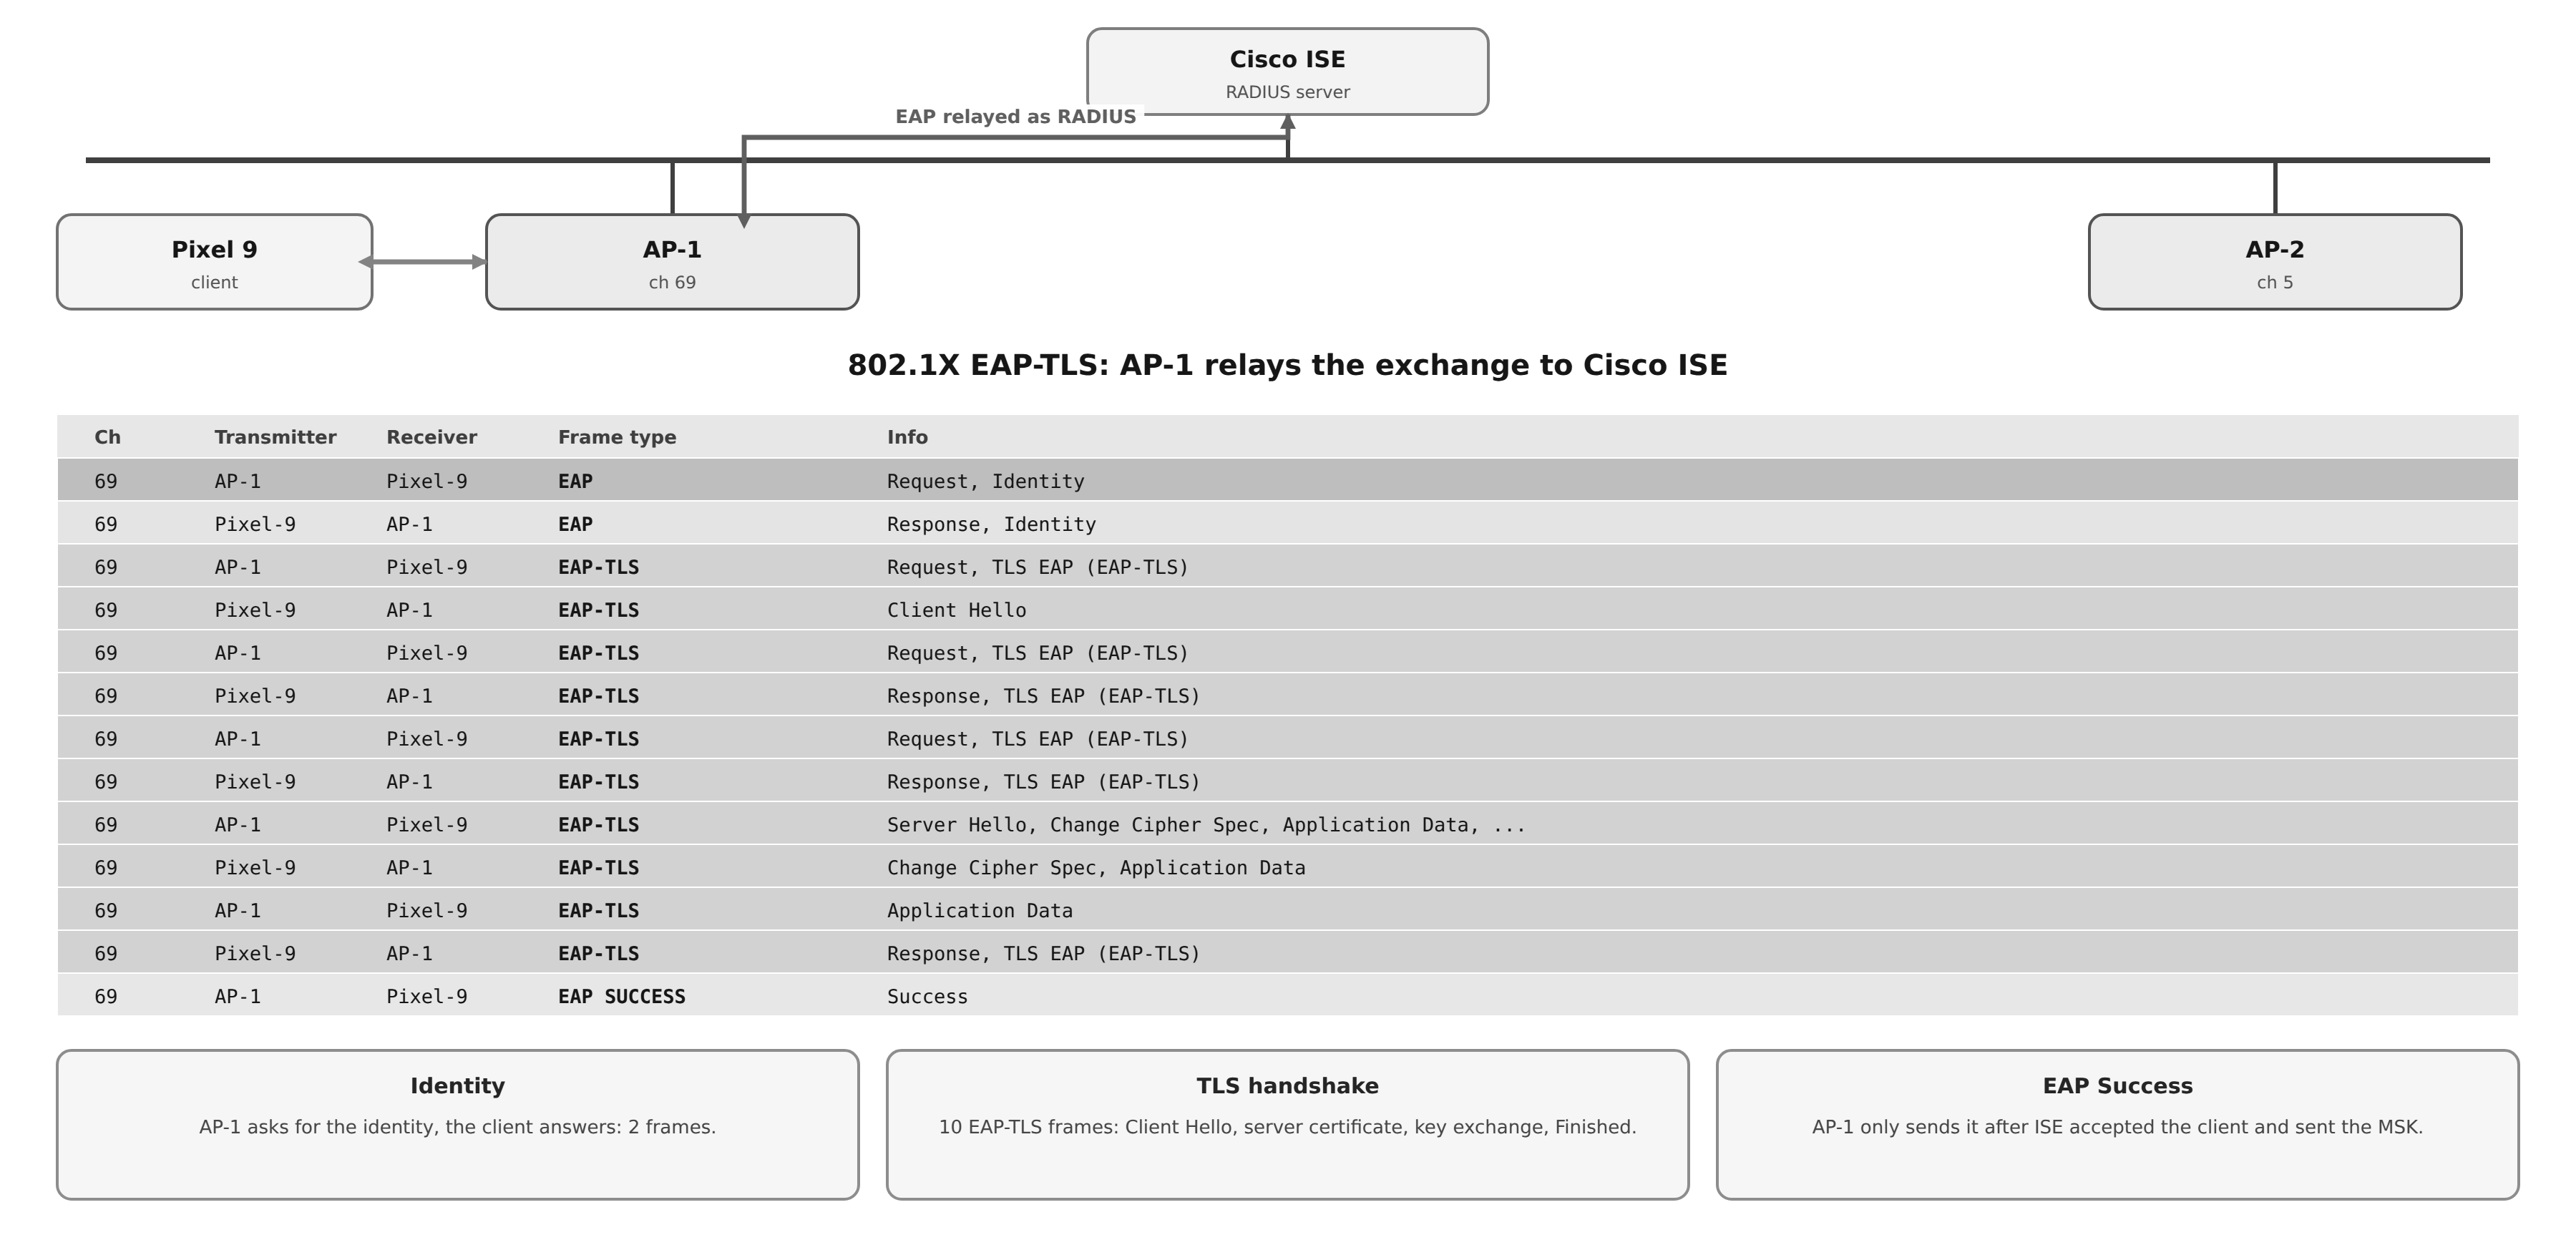 Cisco ISE
RADIUS server
EAP relayed as RADIUS
Pixel 9
client
AP-1
ch 69
AP-2
ch 5
802.1X EAP-TLS: AP-1 relays the exchange to Cisco ISE
Ch Transmitter Receiver Frame type Info
69 AP-1 Pixel-9 EAP Request, Identity
69 Pixel-9 AP-1 EAP Response, Identity
69 AP-1 Pixel-9 EAP-TLS Request, TLS EAP (EAP-TLS)
69 Pixel-9 AP-1 EAP-TLS Client Hello
69 AP-1 Pixel-9 EAP-TLS Request, TLS EAP (EAP-TLS)
69 Pixel-9 AP-1 EAP-TLS Response, TLS EAP (EAP-TLS)
69 AP-1 Pixel-9 EAP-TLS Request, TLS EAP (EAP-TLS)
69 Pixel-9 AP-1 EAP-TLS Response, TLS EAP (EAP-TLS)
69 AP-1 Pixel-9 EAP-TLS Server Hello, Change Cipher Spec, Application Data, ...
69 Pixel-9 AP-1 EAP-TLS Change Cipher Spec, Application Data
69 AP-1 Pixel-9 EAP-TLS Application Data
69 Pixel-9 AP-1 EAP-TLS Response, TLS EAP (EAP-TLS)
69 AP-1 Pixel-9 EAP SUCCESS Success
Identity
AP-1 asks for the identity, the client answers: 2 frames.
TLS handshake
10 EAP-TLS frames: Client Hello, server certificate, key exchange, Finished.
EAP Success
AP-1 only sends it after ISE accepted the client and sent the MSK.